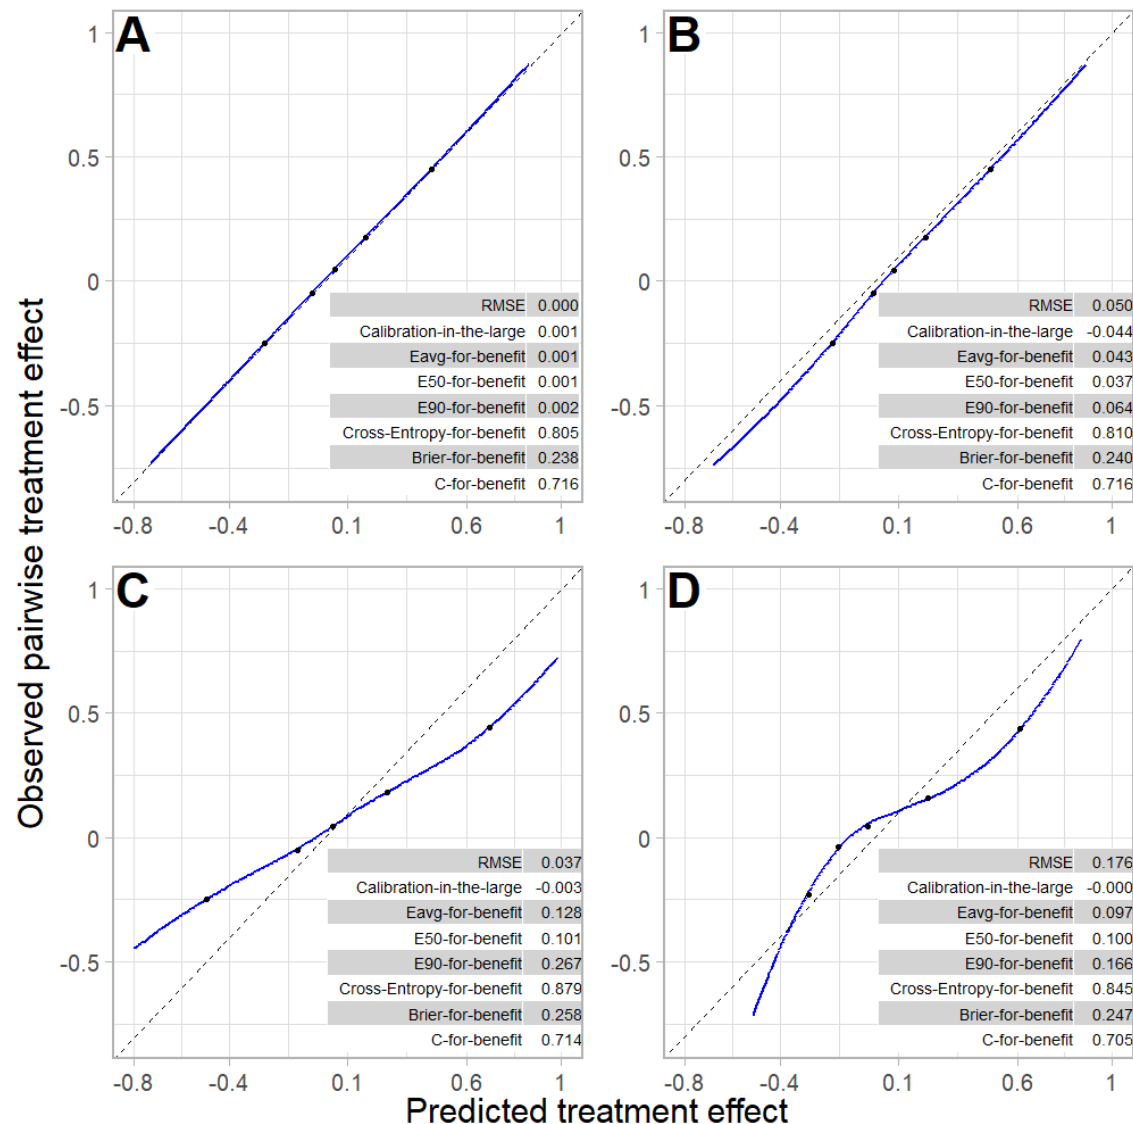 Observed pairwise treatment effect
A
1
0.5
0
-0.5
RMSE 0.000
Calibration-in-the-large 0.001
Eavg-for-benefit 0.001
E50-for-benefit 0.001
E90-for-benefit 0.002
Cross-Entropy-for-benefit 0.805
Brier-for-benefit 0.238
C-for-benefit 0.716
-0.8 -0.4 0.1 0.6 1
B
1
0.5
0
-0.5
RMSE 0.050
Calibration-in-the-large -0.044
Eavg-for-benefit 0.043
E50-for-benefit 0.037
E90-for-benefit 0.064
Cross-Entropy-for-benefit 0.810
Brier-for-benefit 0.240
C-for-benefit 0.716
-0.8 -0.4 0.1 0.6 1
C
1
0.5
0
-0.5
RMSE 0.037
Calibration-in-the-large -0.003
Eavg-for-benefit 0.128
E50-for-benefit 0.101
E90-for-benefit 0.267
Cross-Entropy-for-benefit 0.879
Brier-for-benefit 0.258
C-for-benefit 0.714
-0.8 -0.4 0.1 0.6 1
D
1
0.5
0
-0.5
RMSE 0.176
Calibration-in-the-large -0.000
Eavg-for-benefit 0.097
E50-for-benefit 0.100
E90-for-benefit 0.166
Cross-Entropy-for-benefit 0.845
Brier-for-benefit 0.247
C-for-benefit 0.705
-0.8 -0.4 0.1 0.6 1
Predicted treatment effect